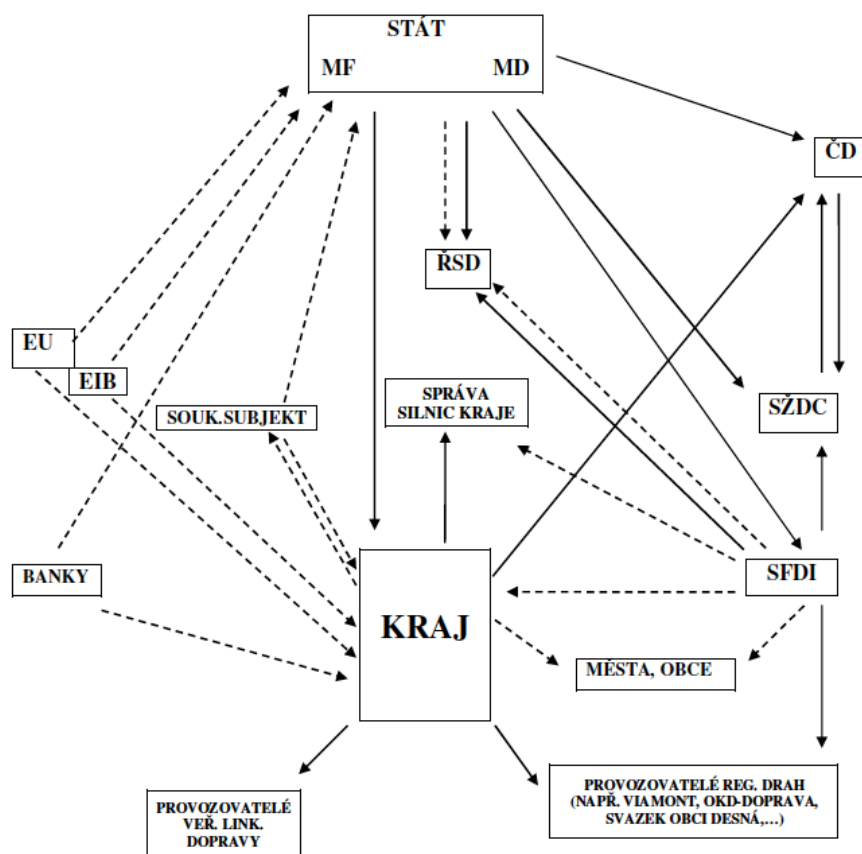 STÁT
MF MD
ČD
ŘSD
EU
EIB
SOUK.SUBJEKT
SPRÁVA
SILNIC KRAJE
SŽDC
BANKY
KRAJ
SFDI
MĚSTA, OBCE
PROVOZOVATELÉ
VEŘ. LINK.
DOPRAVY
PROVOZOVATELÉ REG. DRAH
(NAPŘ. VIAMONT, OKD-DOPRAVA,
SVAZEK OBCI DESNÁ,...)